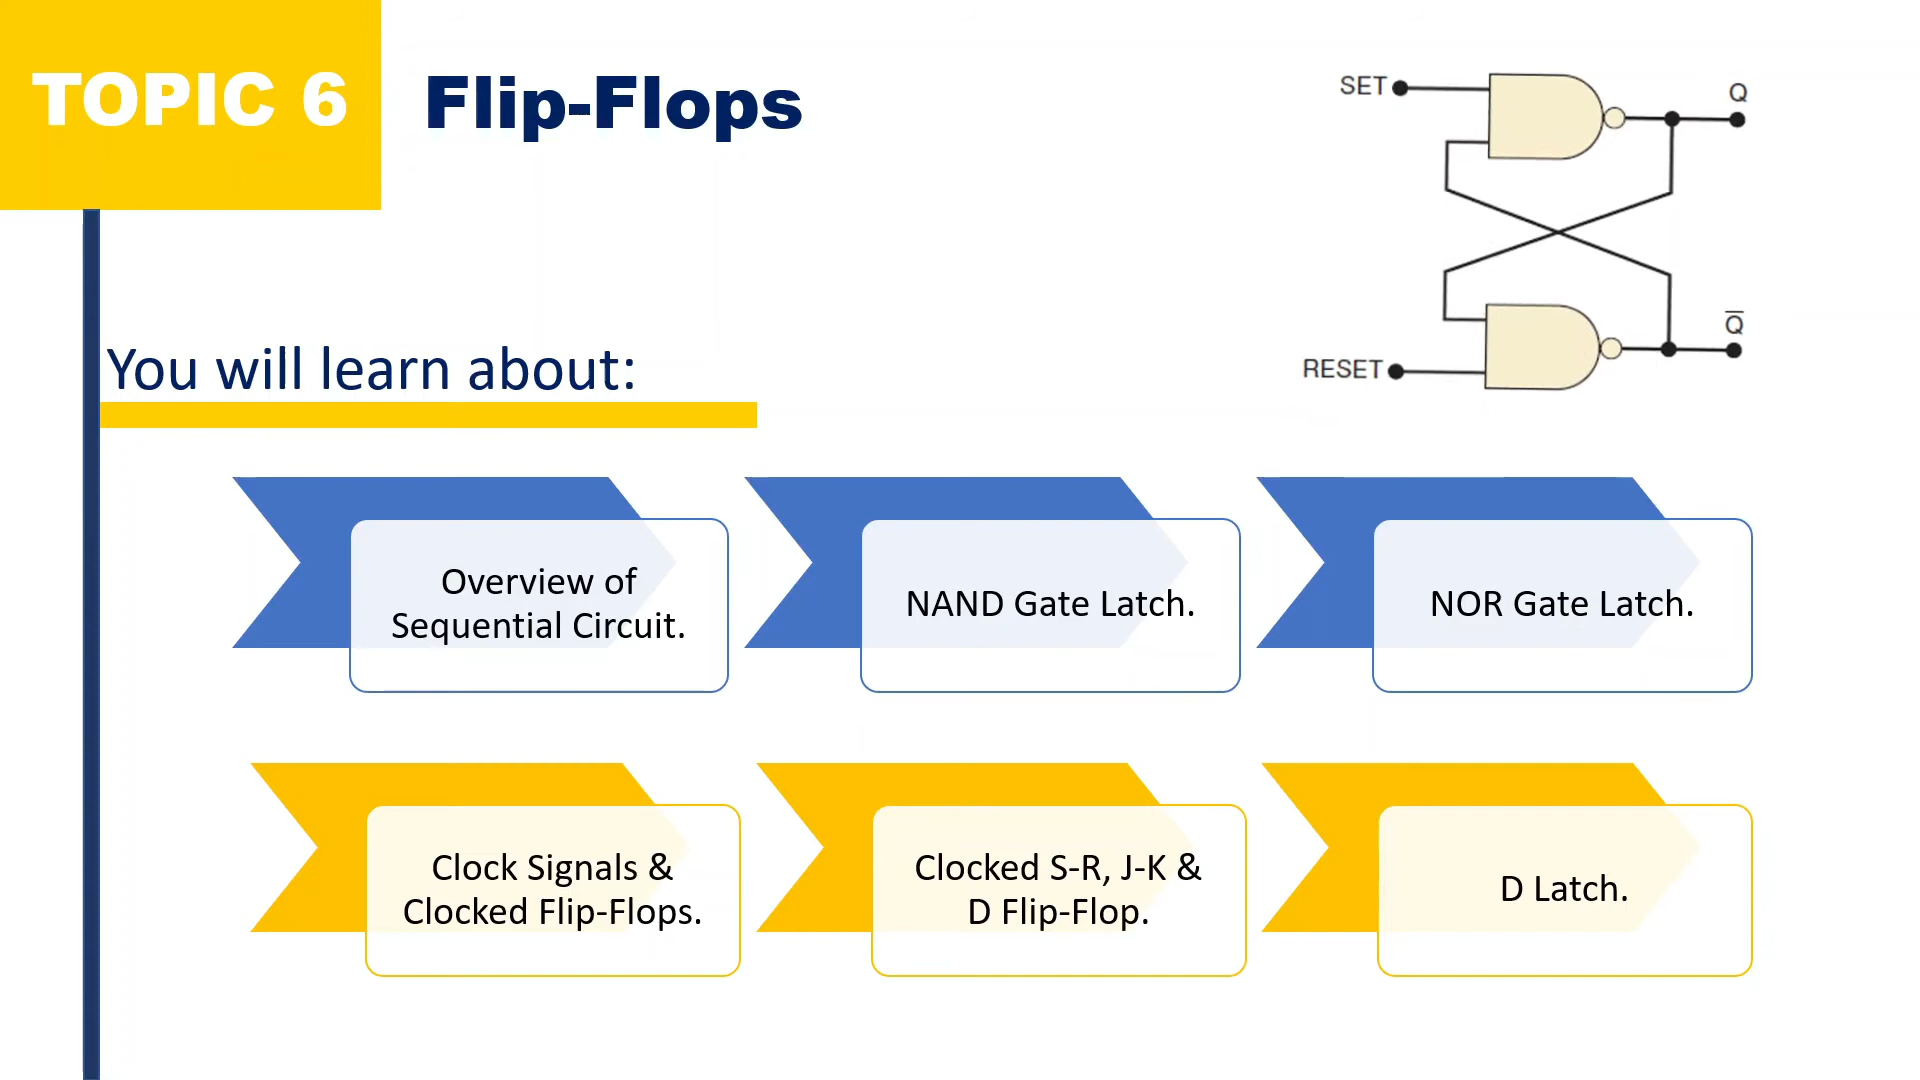 TOPIC 6
Flip-Flops
SET
Q
Q̅
RESET
You will learn about:
Overview of
Sequential Circuit.
NAND Gate Latch.
NOR Gate Latch.
Clock Signals &
Clocked Flip-Flops.
Clocked S-R, J-K &
D Flip-Flop.
D Latch.